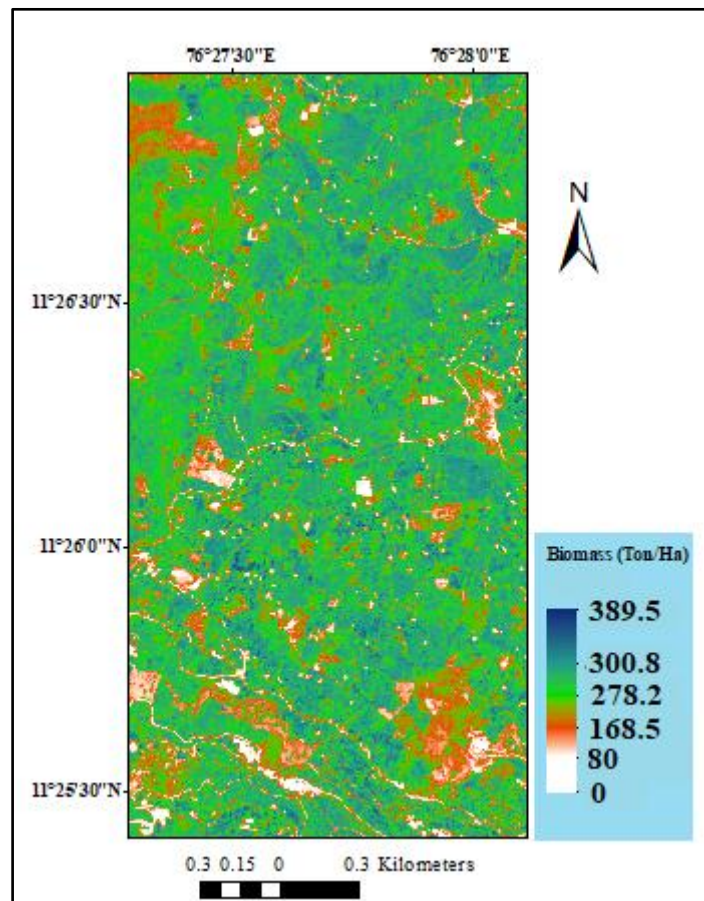 76°27'30"E 76°28'0"E
N
11°26'30"N
11°26'0"N
Biomass (Ton/Ha)
389.5
300.8
278.2
168.5
80
0
11°25'30"N
0.3 0.15 0 0.3 Kilometers